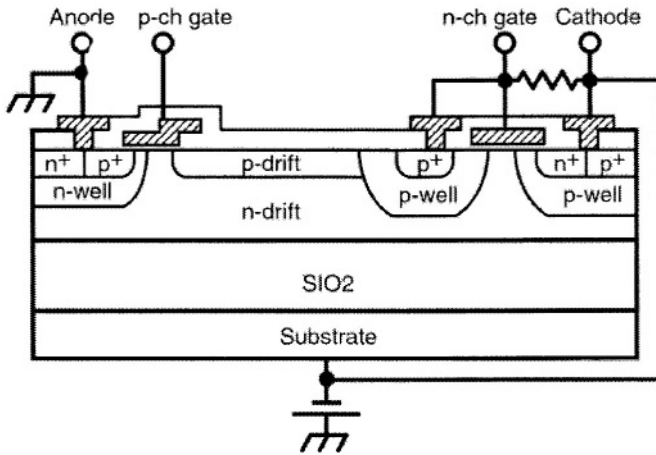 Anode p-ch gate n-ch gate Cathode
n+ p+ p-drift p+ n+ p+
n-well p-well p-well
n-drift
SIO2
Substrate